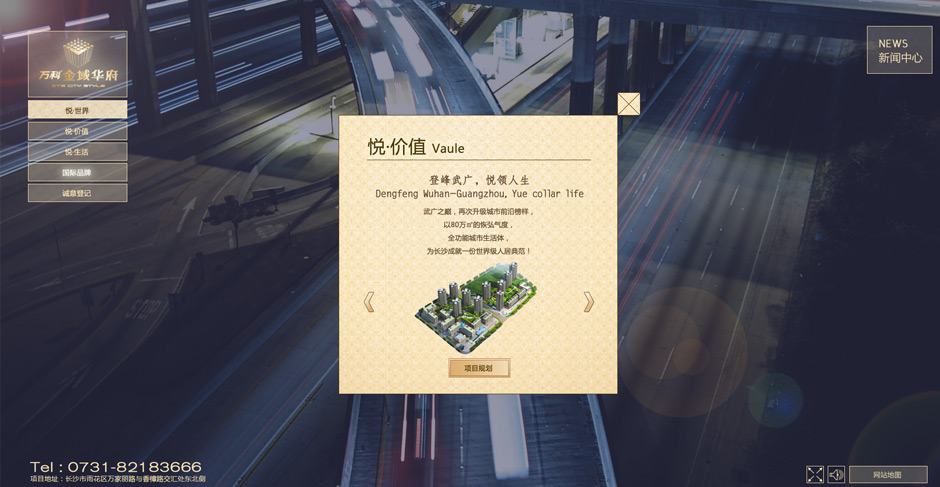 万科 金域华府
悦·世界
悦·价值
悦·生活
国际品牌
诚意登记
NEWS
新闻中心
悦·价值 Vaule
登峰武广，悦领人生
Dengfeng Wuhan-Guangzhou, Yue collar life
武广之巅，再次升级城市前沿榜样，
以80万㎡的恢弘气度，
全功能城市生活体，
为长沙成就一份世界级人居典范！
项目规划
Tel : 0731-82183666
项目地址：长沙市雨花区万家丽路与香樟路交汇处东北侧
网站地图